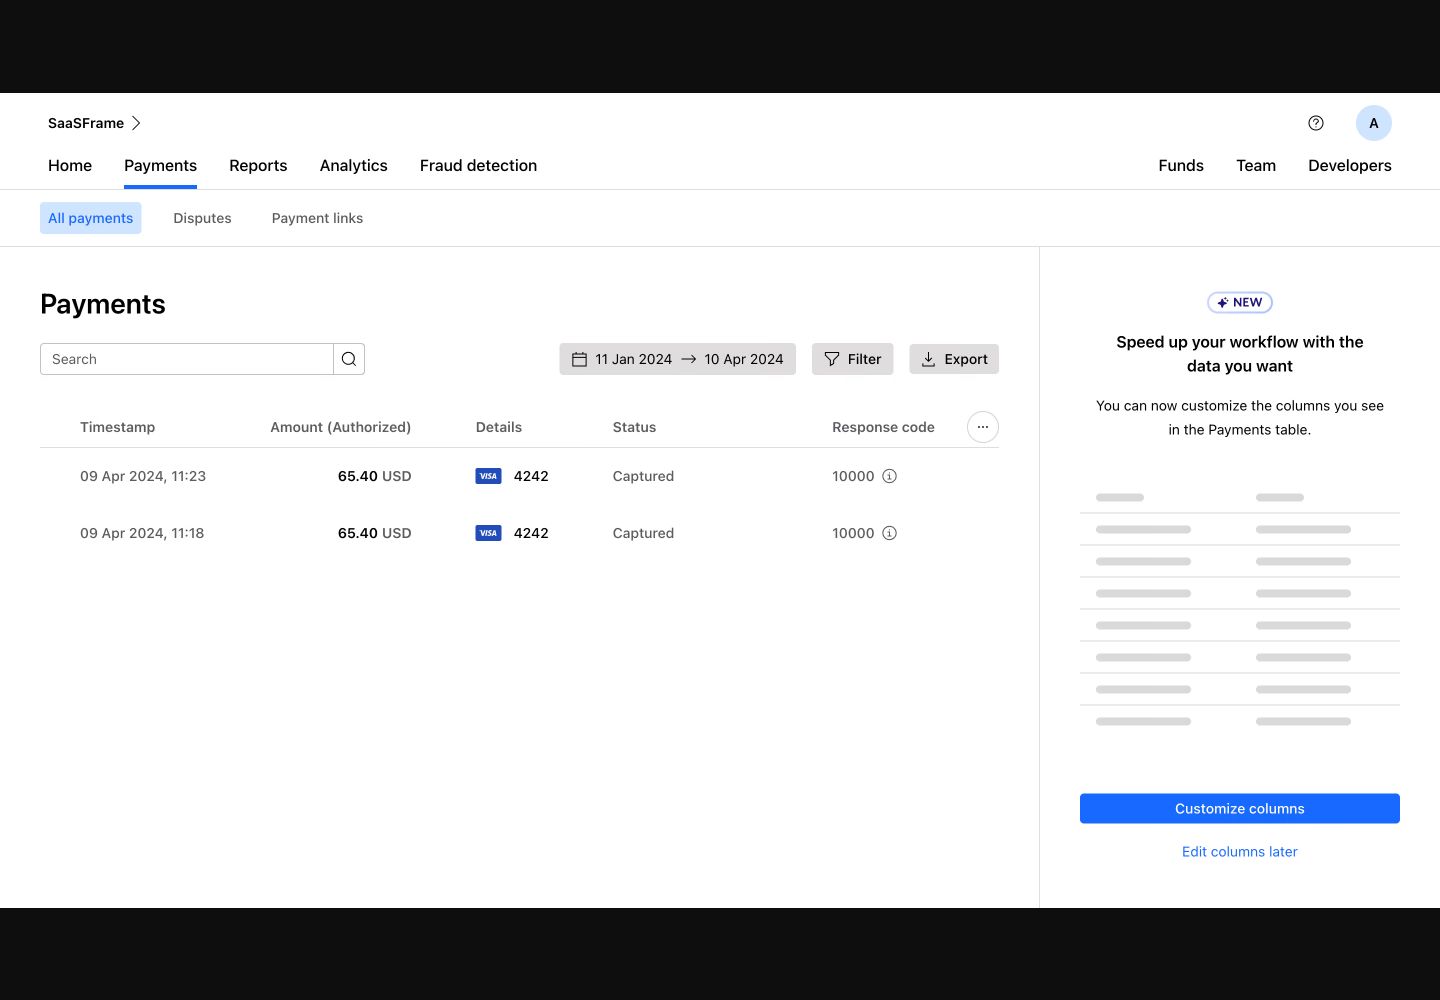 SaaSFrame
A
Home Payments Reports Analytics Fraud detection Funds Team Developers
All payments Disputes Payment links
Payments
Search 11 Jan 2024 → 10 Apr 2024 Filter Export
Timestamp Amount (Authorized) Details Status Response code ...
09 Apr 2024, 11:23 65.40 USD VISA 4242 Captured 10000
09 Apr 2024, 11:18 65.40 USD VISA 4242 Captured 10000
NEW
Speed up your workflow with the
data you want
You can now customize the columns you see
in the Payments table.
Customize columns
Edit columns later